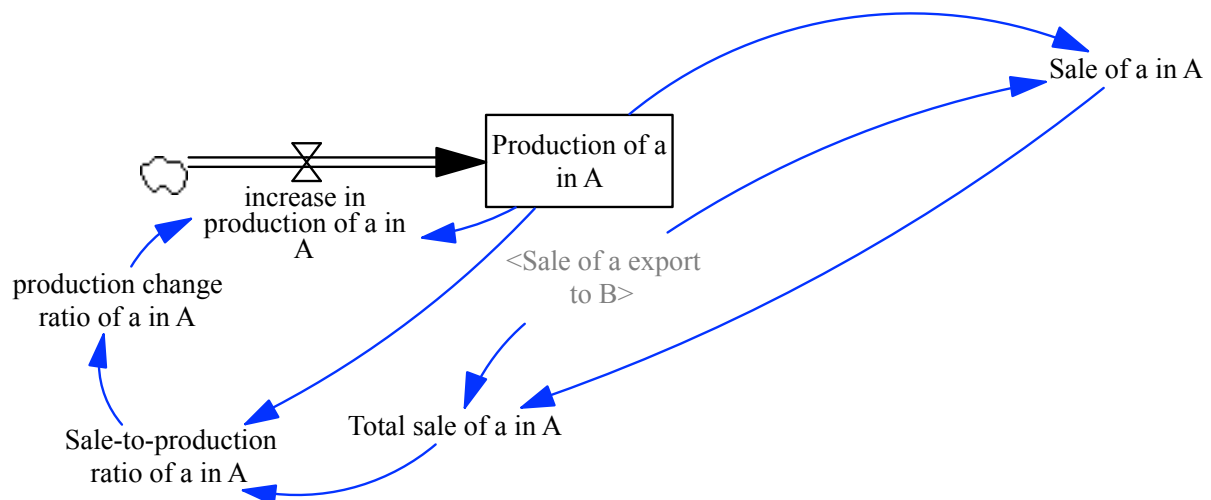 Sale of a in A
Production of a
in A
increase in
production of a in
A
<Sale of a export
to B>
production change
ratio of a in A
Total sale of a in A
Sale-to-production
ratio of a in A